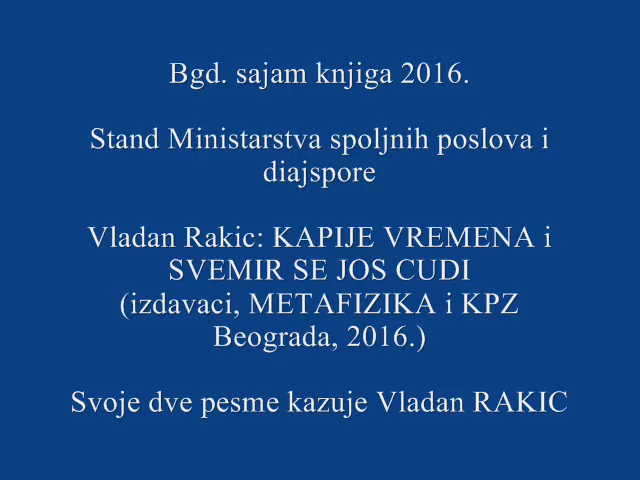 Bgd. sajam knjiga 2016.
Stand Ministarstva spoljnih poslova i
diajspore
Vladan Rakic: KAPIJE VREMENA i
SVEMIR SE JOS CUDI
(izdavaci, METAFIZIKA i KPZ
Beograda, 2016.)
Svoje dve pesme kazuje Vladan RAKIC